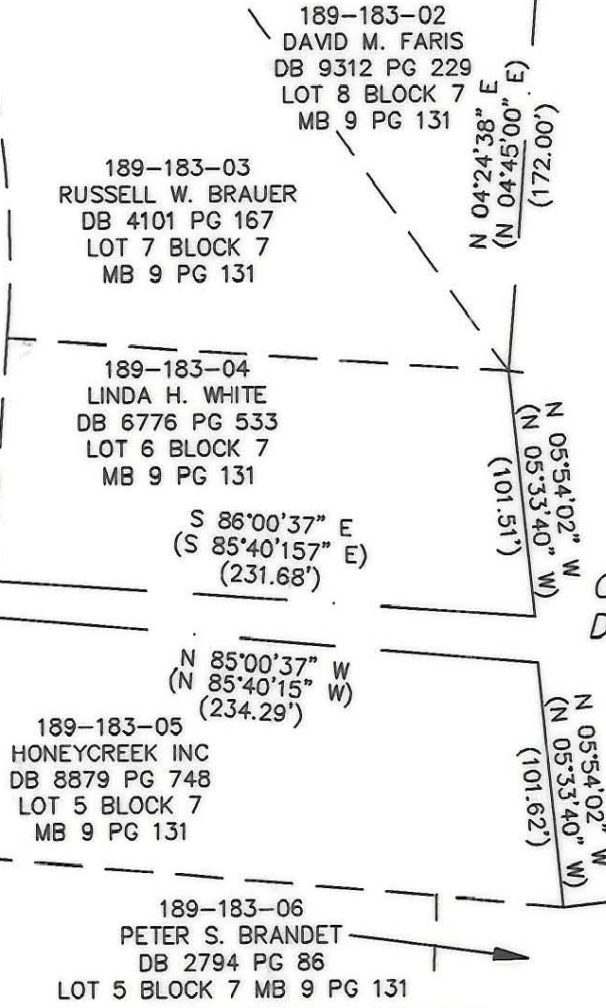 189-183-02
DAVID M. FARIS
DB 9312 PG 229
LOT 8 BLOCK 7
MB 9 PG 131
N 04°24'38" E
(N 04°45'00" E)
(172.00')
189-183-03
RUSSELL W. BRAUER
DB 4101 PG 167
LOT 7 BLOCK 7
MB 9 PG 131
189-183-04
LINDA H. WHITE
DB 6776 PG 533
LOT 6 BLOCK 7
MB 9 PG 131
N 05°54'02" W
(N 05°33'40" W)
(101.51')
S 86°00'37" E
(S 85°40'157" E)
(231.68')
N 85°00'37" W
(N 85°40'15" W)
(234.29')
189-183-05
HONEYCREEK INC
DB 8879 PG 748
LOT 5 BLOCK 7
MB 9 PG 131
N 05°54'02" W
(N 05°33'40" W)
(101.62')
189-183-06
PETER S. BRANDET
DB 2794 PG 86
LOT 5 BLOCK 7 MB 9 PG 131